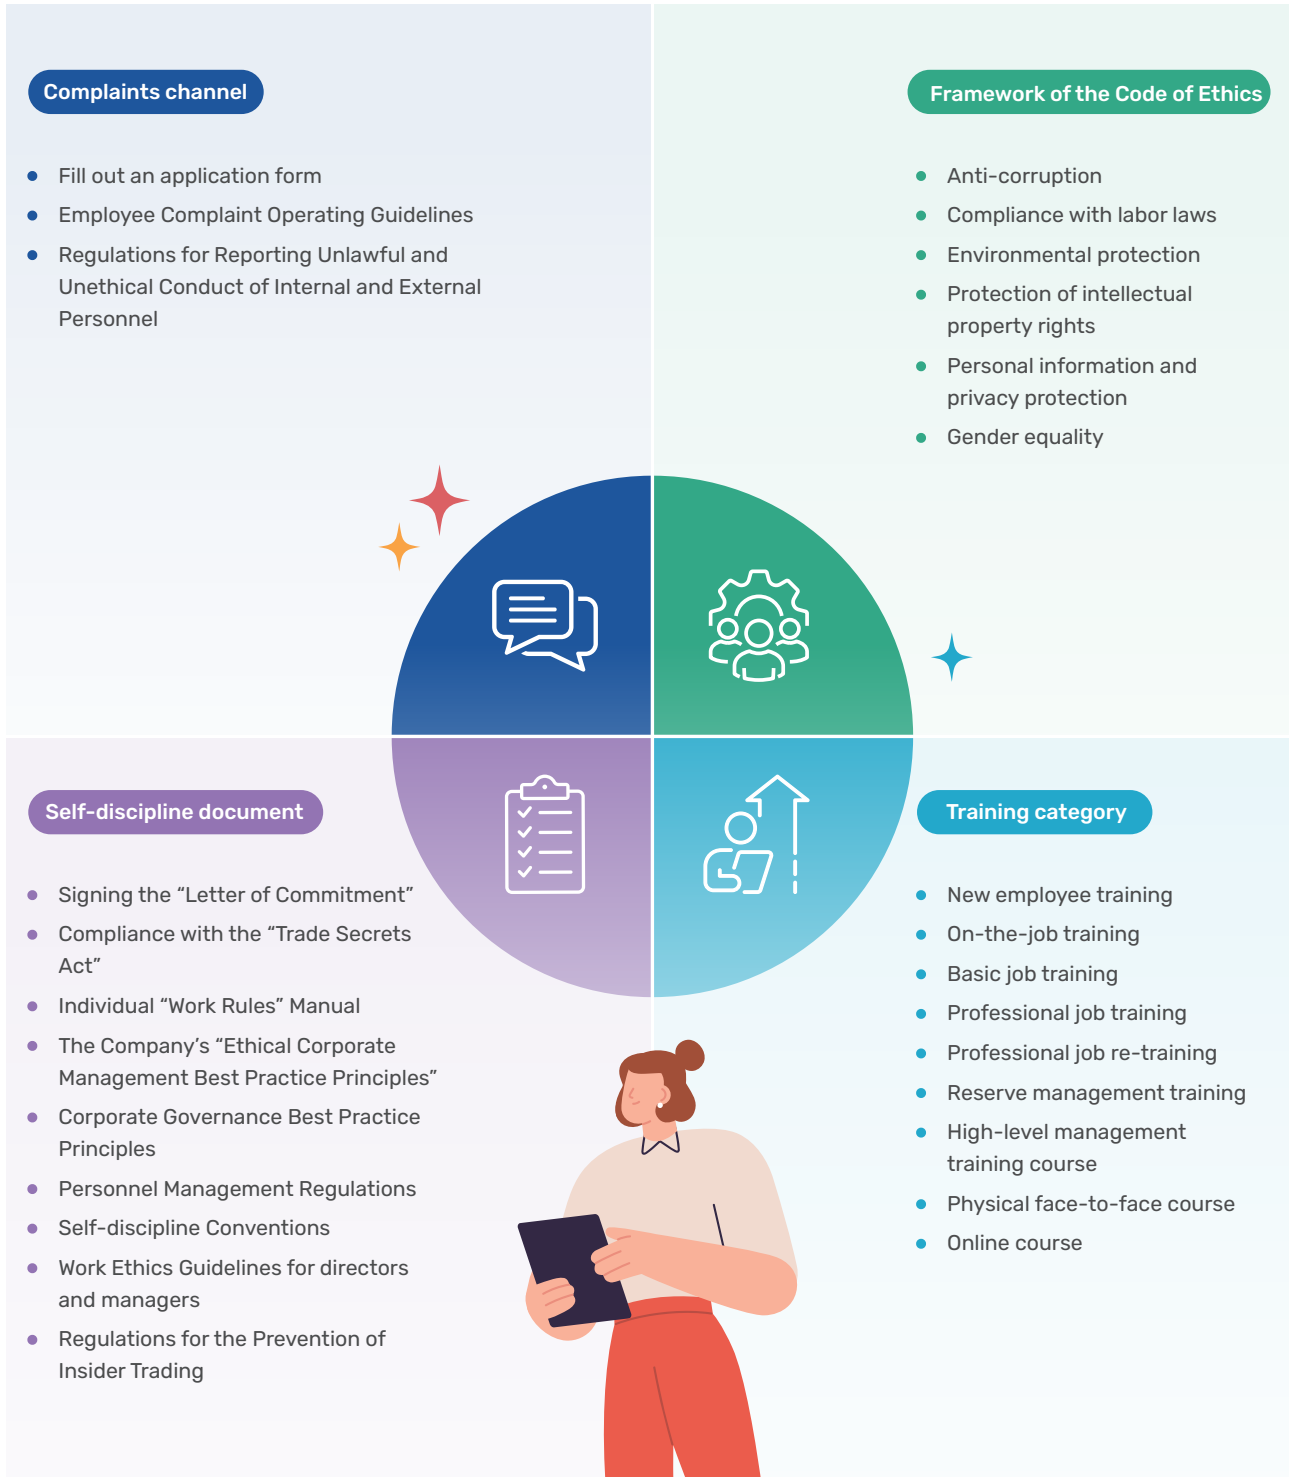 Complaints channel
Fill out an application form
Employee Complaint Operating Guidelines
Regulations for Reporting Unlawful and
Unethical Conduct of Internal and External
Personnel
Framework of the Code of Ethics
Anti-corruption
Compliance with labor laws
Environmental protection
Protection of intellectual
property rights
Personal information and
privacy protection
Gender equality
Self-discipline document
Signing the “Letter of Commitment”
Compliance with the “Trade Secrets
Act”
Individual “Work Rules” Manual
The Company’s “Ethical Corporate
Management Best Practice Principles”
Corporate Governance Best Practice
Principles
Personnel Management Regulations
Self-discipline Conventions
Work Ethics Guidelines for directors
and managers
Regulations for the Prevention of
Insider Trading
Training category
New employee training
On-the-job training
Basic job training
Professional job training
Professional job re-training
Reserve management training
High-level management
training course
Physical face-to-face course
Online course